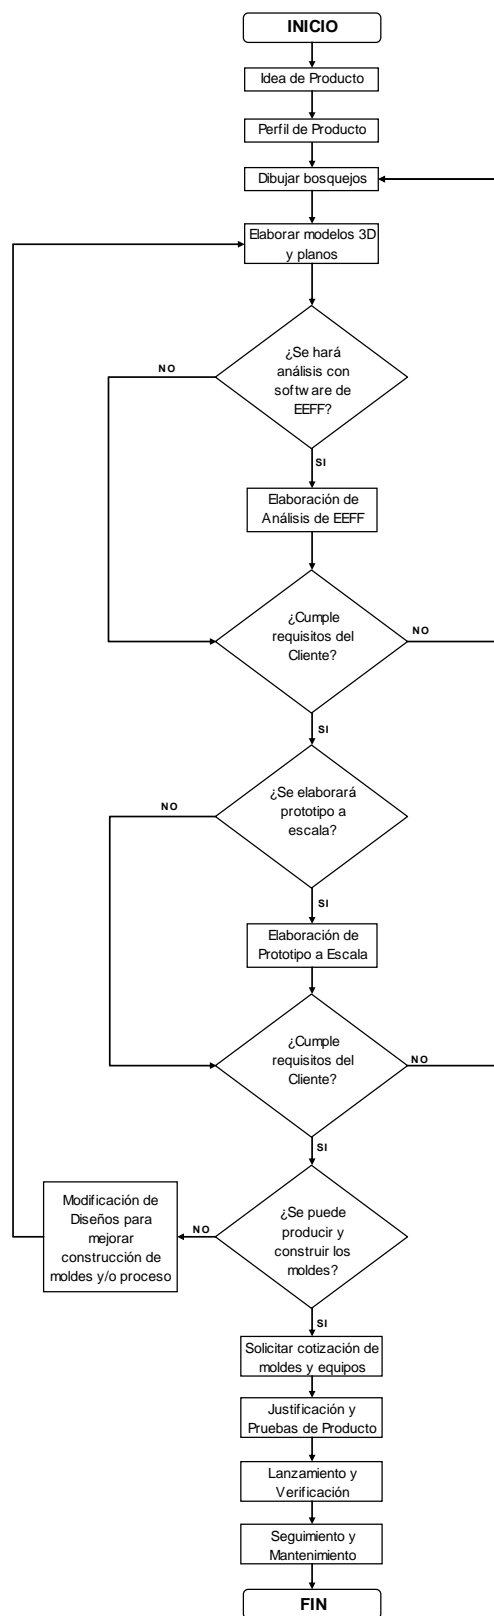 INICIO
Idea de Producto
Perfil de Producto
Dibujar bosquejos
Elaborar modelos 3D
y planos
¿Se hará
análisis con
software de
EEFF?
NO
SI
Elaboración de
Análisis de EEFF
¿Cumple
requisitos del
Cliente?
NO
SI
¿Se elaborará
prototipo a
escala?
NO
SI
Elaboración de
Prototipo a Escala
¿Cumple
requisitos del
Cliente?
NO
SI
¿Se puede
producir y
construir los
moldes?
NO
Modificación de
Diseños para
mejorar
construcción de
moldes y/o proceso
SI
Solicitar cotización de
moldes y equipos
Justificación y
Pruebas de Producto
Lanzamiento y
Verificación
Seguimiento y
Mantenimiento
FIN